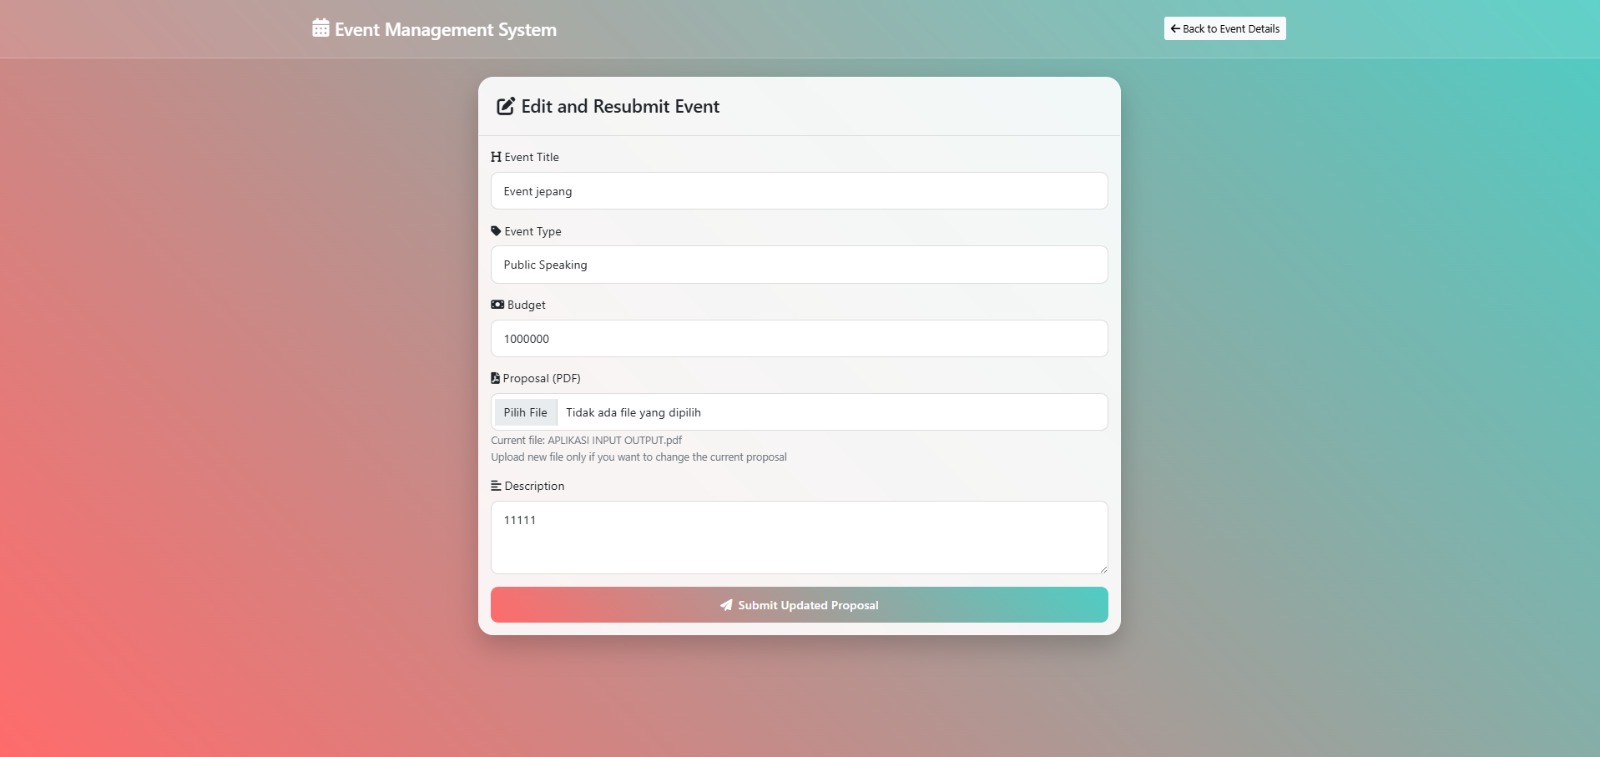 Event Management System
Back to Event Details
Edit and Resubmit Event
Event Title
Event jepang
Event Type
Public Speaking
Budget
1000000
Proposal (PDF)
Pilih File Tidak ada file yang dipilih
Current file: APLIKASI INPUT OUTPUT.pdf
Upload new file only if you want to change the current proposal
Description
11111
Submit Updated Proposal